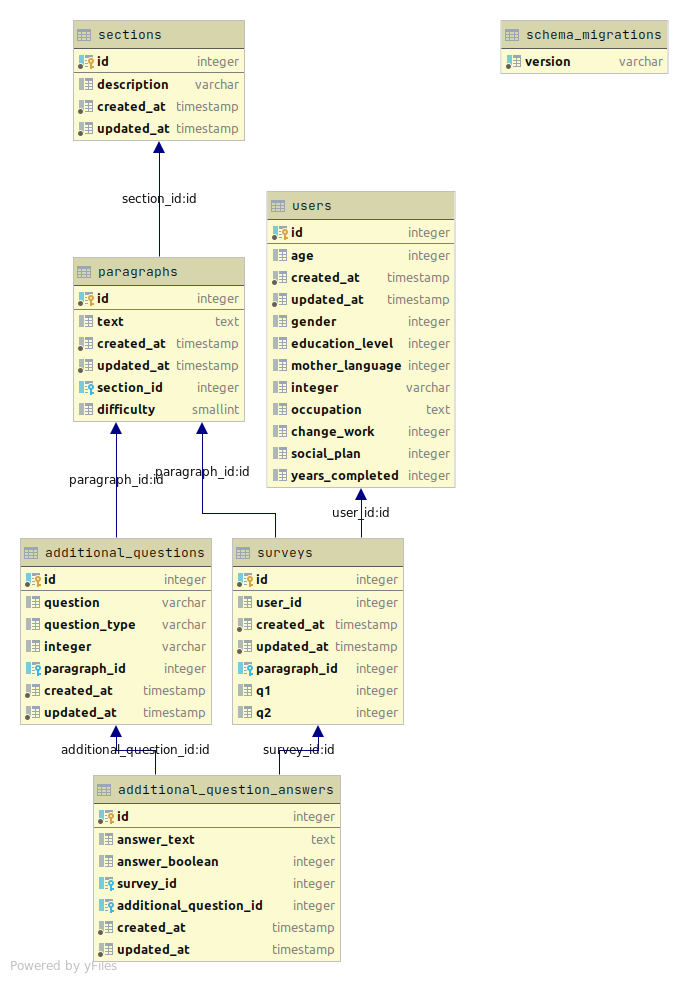 sections
id integer
description varchar
created_at timestamp
updated_at timestamp
schema_migrations
version varchar
section_id:id
users
id integer
age integer
created_at timestamp
updated_at timestamp
gender integer
education_level integer
mother_language integer
integer varchar
occupation text
change_work integer
social_plan integer
years_completed integer
paragraphs
id integer
text text
created_at timestamp
updated_at timestamp
section_id integer
difficulty smallint
paragraph_id:id
paragraph_id:id
user_id:id
additional_questions
id integer
question varchar
question_type varchar
integer varchar
paragraph_id integer
created_at timestamp
updated_at timestamp
surveys
id integer
user_id integer
created_at timestamp
updated_at timestamp
paragraph_id integer
q1 integer
q2 integer
additional_question_id:id
survey_id:id
additional_question_answers
id integer
answer_text text
answer_boolean integer
survey_id integer
additional_question_id integer
created_at timestamp
updated_at timestamp
Powered by yFiles